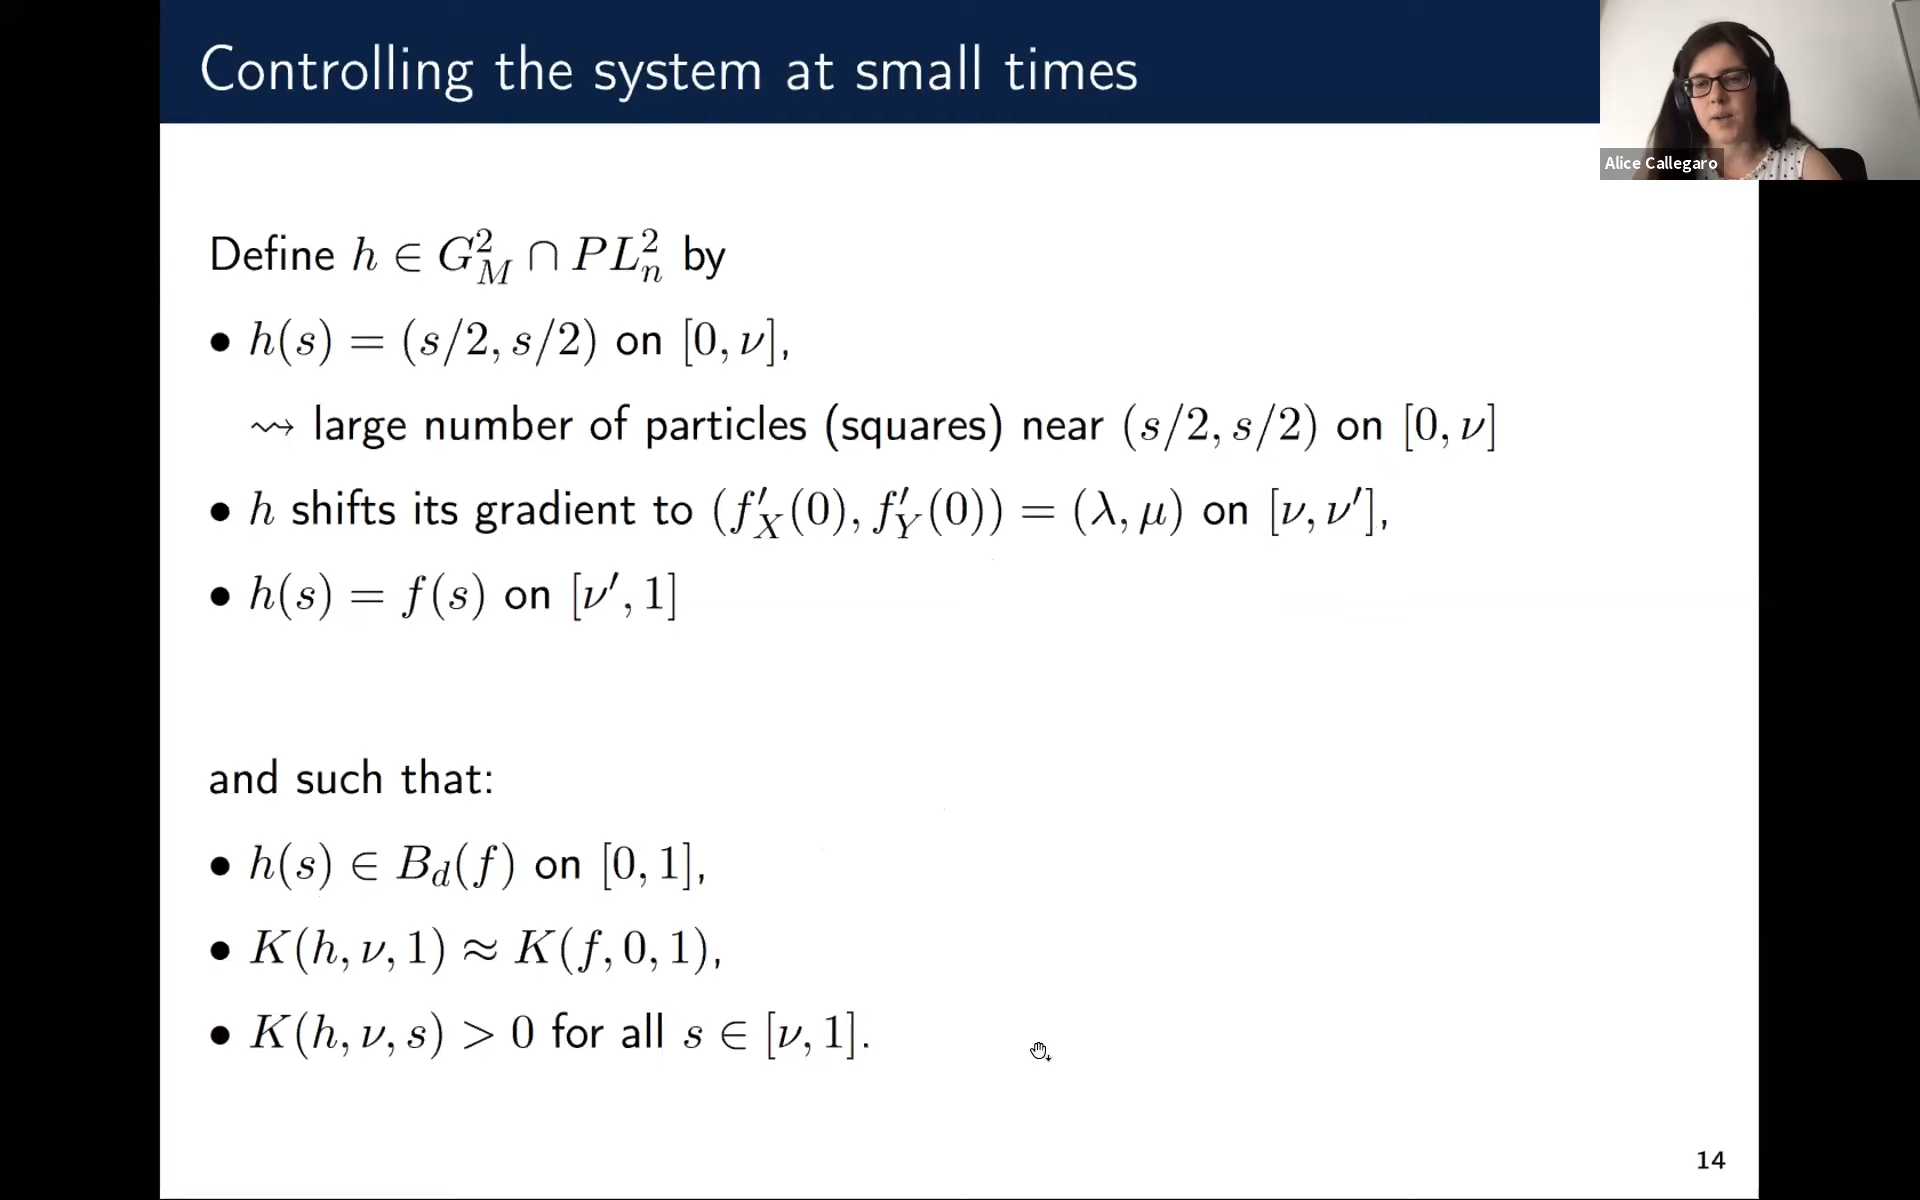 Controlling the system at small times
Alice Callegaro
Define h ∈ G²_M ∩ PL²_n by
• h(s) = (s/2, s/2) on [0, ν],
⇝ large number of particles (squares) near (s/2, s/2) on [0, ν]
• h shifts its gradient to (f′_X(0), f′_Y(0)) = (λ, μ) on [ν, ν′],
• h(s) = f(s) on [ν′, 1]
and such that:
• h(s) ∈ B_d(f) on [0, 1],
• K(h, ν, 1) ≈ K(f, 0, 1),
• K(h, ν, s) > 0 for all s ∈ [ν, 1].
14